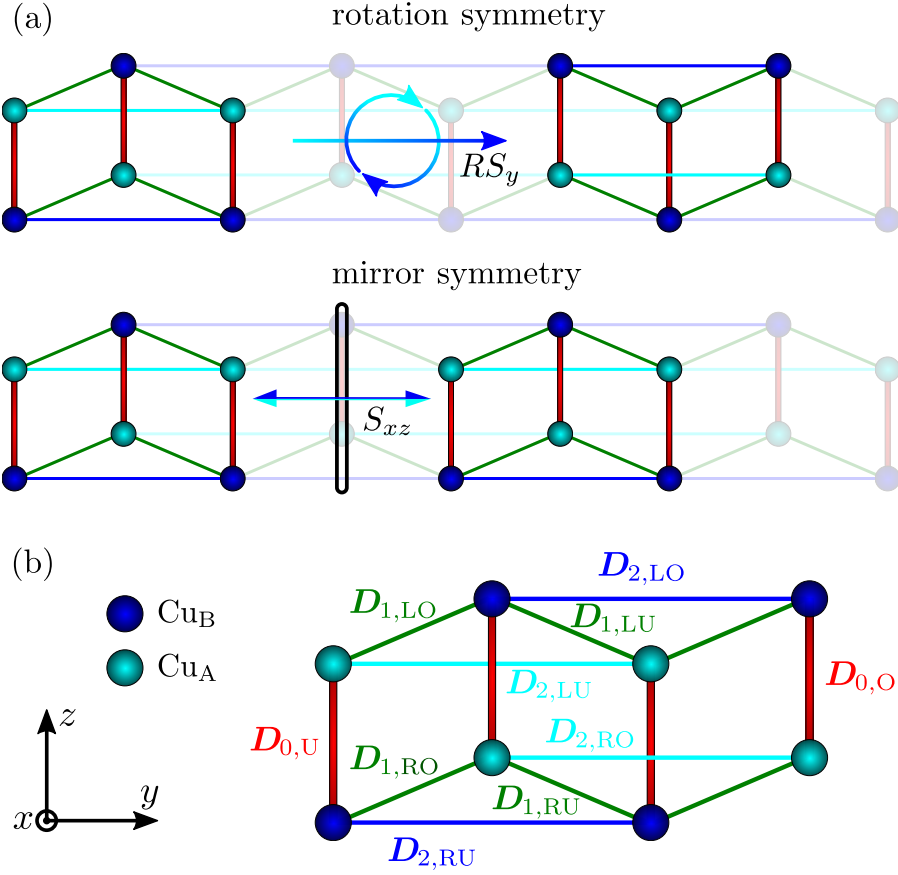 (a)
rotation symmetry
RS_y
mirror symmetry
S_xz
(b)
Cu_B
Cu_A
z
y
x
D_2,LO
D_1,LO
D_1,LU
D_2,LU
D_0,O
D_0,U
D_2,RO
D_1,RO
D_1,RU
D_2,RU